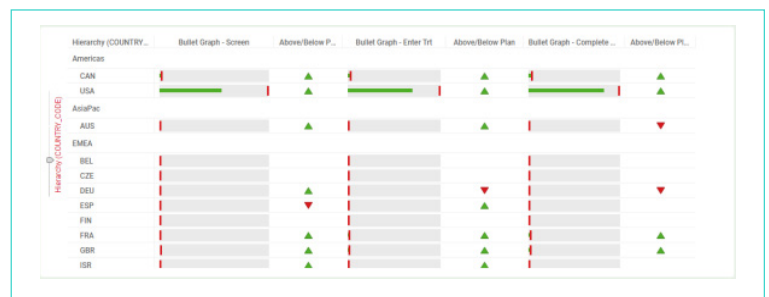 Hierarchy (COUNTRY... Bullet Graph - Screen Above/Below P... Bullet Graph - Enter Trt Above/Below Plan Bullet Graph - Complete ... Above/Below Pl...
Americas
CAN
USA
AsiaPac
AUS
EMEA
BEL
CZE
DEU
ESP
FIN
FRA
GBR
ISR
Hierarchy (COUNTRY_CODE)